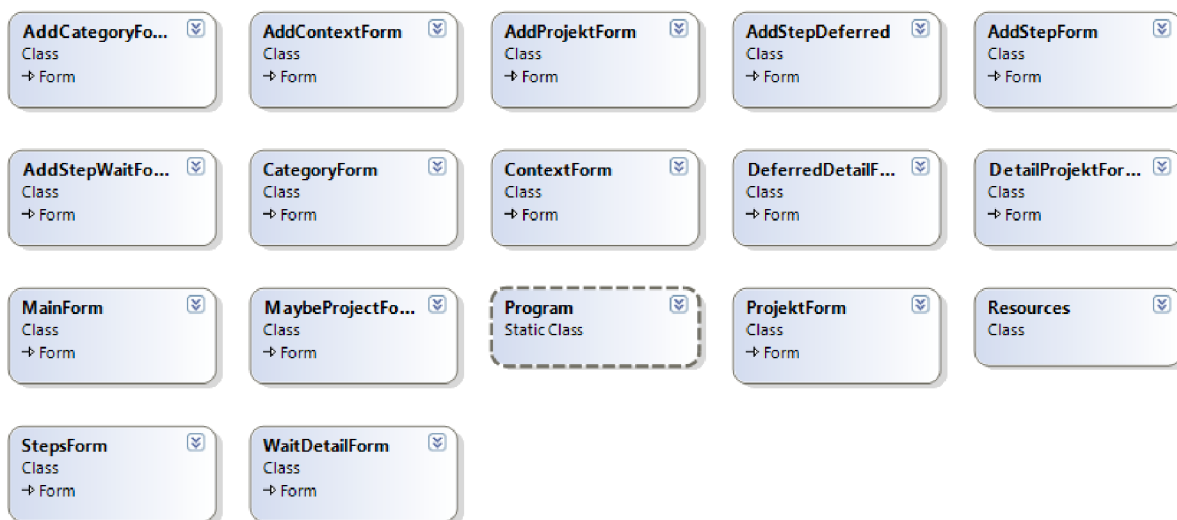 AddCategoryFo...
Class
Form
AddContextForm
Class
Form
AddProjektForm
Class
Form
AddStepDeferred
Class
Form
AddStepForm
Class
Form
AddStepWaitFo...
Class
Form
CategoryForm
Class
Form
ContextForm
Class
Form
DeferredDetailF...
Class
Form
DetailProjektFor...
Class
Form
MainForm
Class
Form
MaybeProjectFo...
Class
Form
Program
Static Class
ProjektForm
Class
Form
Resources
Class
StepsForm
Class
Form
WaitDetailForm
Class
Form